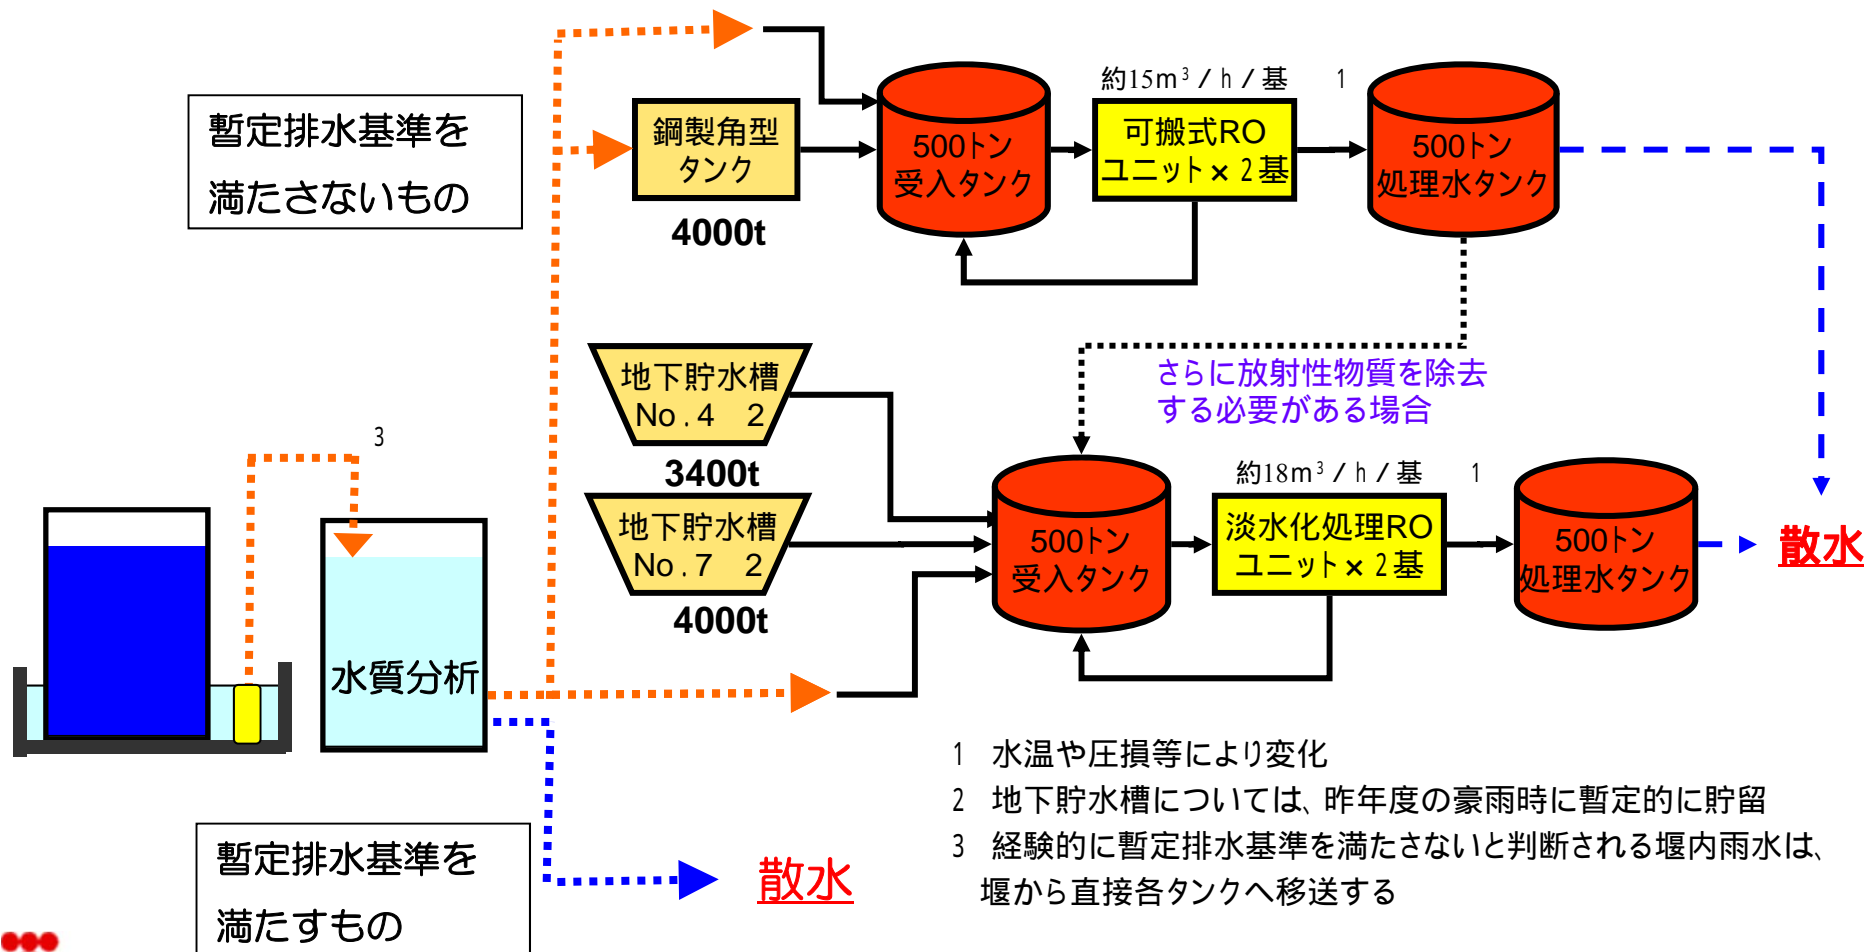 暫定排水基準を
満たさないもの
鋼製角型
タンク
4000t
500トン
受入タンク
約15m³/h/基 1
可搬式RO
ユニット×2基
500トン
処理水タンク
地下貯水槽
No.4 2
3400t
さらに放射性物質を除去
する必要がある場合
地下貯水槽
No.7 2
4000t
500トン
受入タンク
約18m³/h/基 1
淡水化処理RO
ユニット×2基
500トン
処理水タンク
散水
3
水質分析
1 水温や圧損等により変化
2 地下貯水槽については、昨年度の豪雨時に暫定的に貯留
3 経験的に暫定排水基準を満たさないと判断される堰内雨水は、
堰から直接各タンクへ移送する
暫定排水基準を
満たすもの
散水